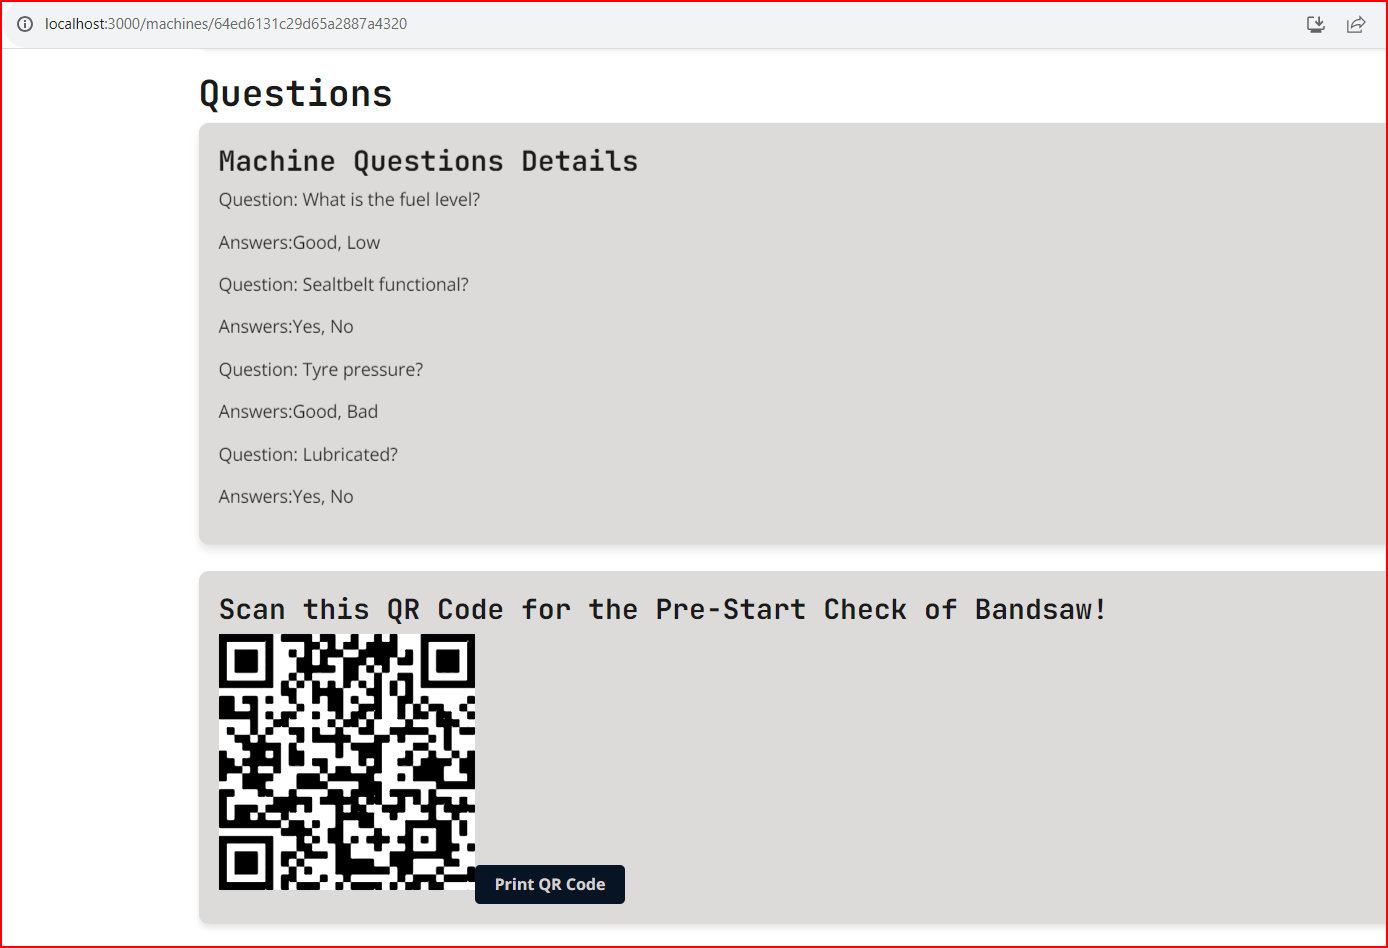 localhost:3000/machines/64ed6131c29d65a2887a4320
Questions
Machine Questions Details
Question: What is the fuel level?
Answers:Good, Low
Question: Sealtbelt functional?
Answers:Yes, No
Question: Tyre pressure?
Answers:Good, Bad
Question: Lubricated?
Answers:Yes, No
Scan this QR Code for the Pre-Start Check of Bandsaw!
Print QR Code